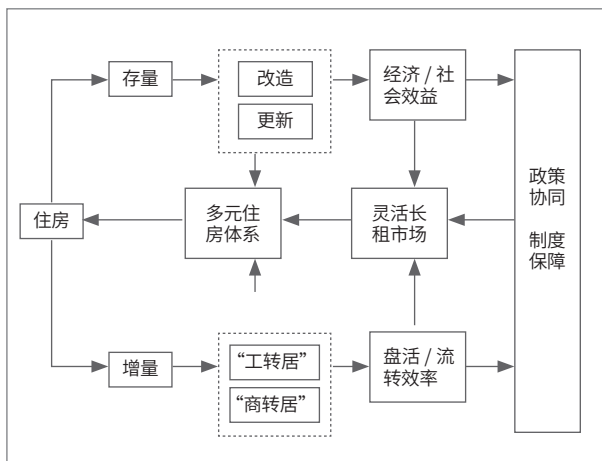 存量
改造
更新
经济 / 社
会效益
政策
协同
制度
保障
住房
多元住
房体系
灵活长
租市场
增量
“工转居”
“商转居”
盘活 / 流
转效率